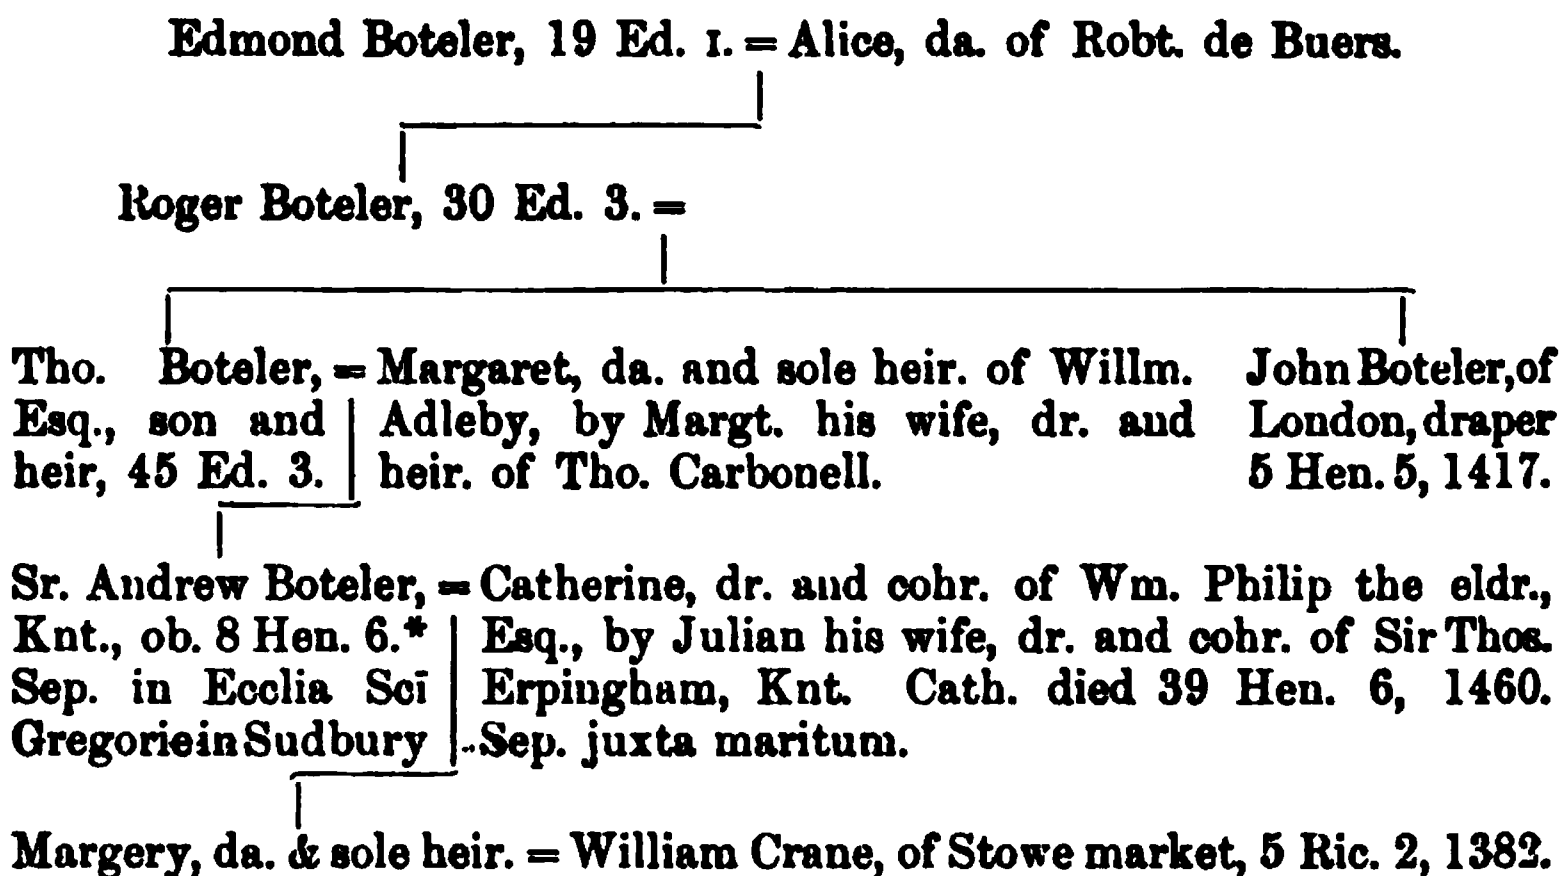 Edmond Boteler, 19 Ed. I. = Alice, da. of Robt. de Buers.
Roger Boteler, 30 Ed. 3. =
Tho. Boteler,
Esq., son and
heir, 45 Ed. 3.
= Margaret, da. and sole heir. of Willm.
Adleby, by Margt. his wife, dr. and
heir. of Tho. Carbonell.
John Boteler, of
London, draper
5 Hen. 5, 1417.
Sr. Andrew Boteler,
Knt., ob. 8 Hen. 6.*
Sep. in Ecclia Scī
Gregorie in Sudbury
= Catherine, dr. and cohr. of Wm. Philip the eldr.,
Esq., by Julian his wife, dr. and cohr. of Sir Thos.
Erpingham, Knt. Cath. died 39 Hen. 6, 1460.
Sep. juxta maritum.
Margery, da. & sole heir. = William Crane, of Stowe market, 5 Ric. 2, 1382.